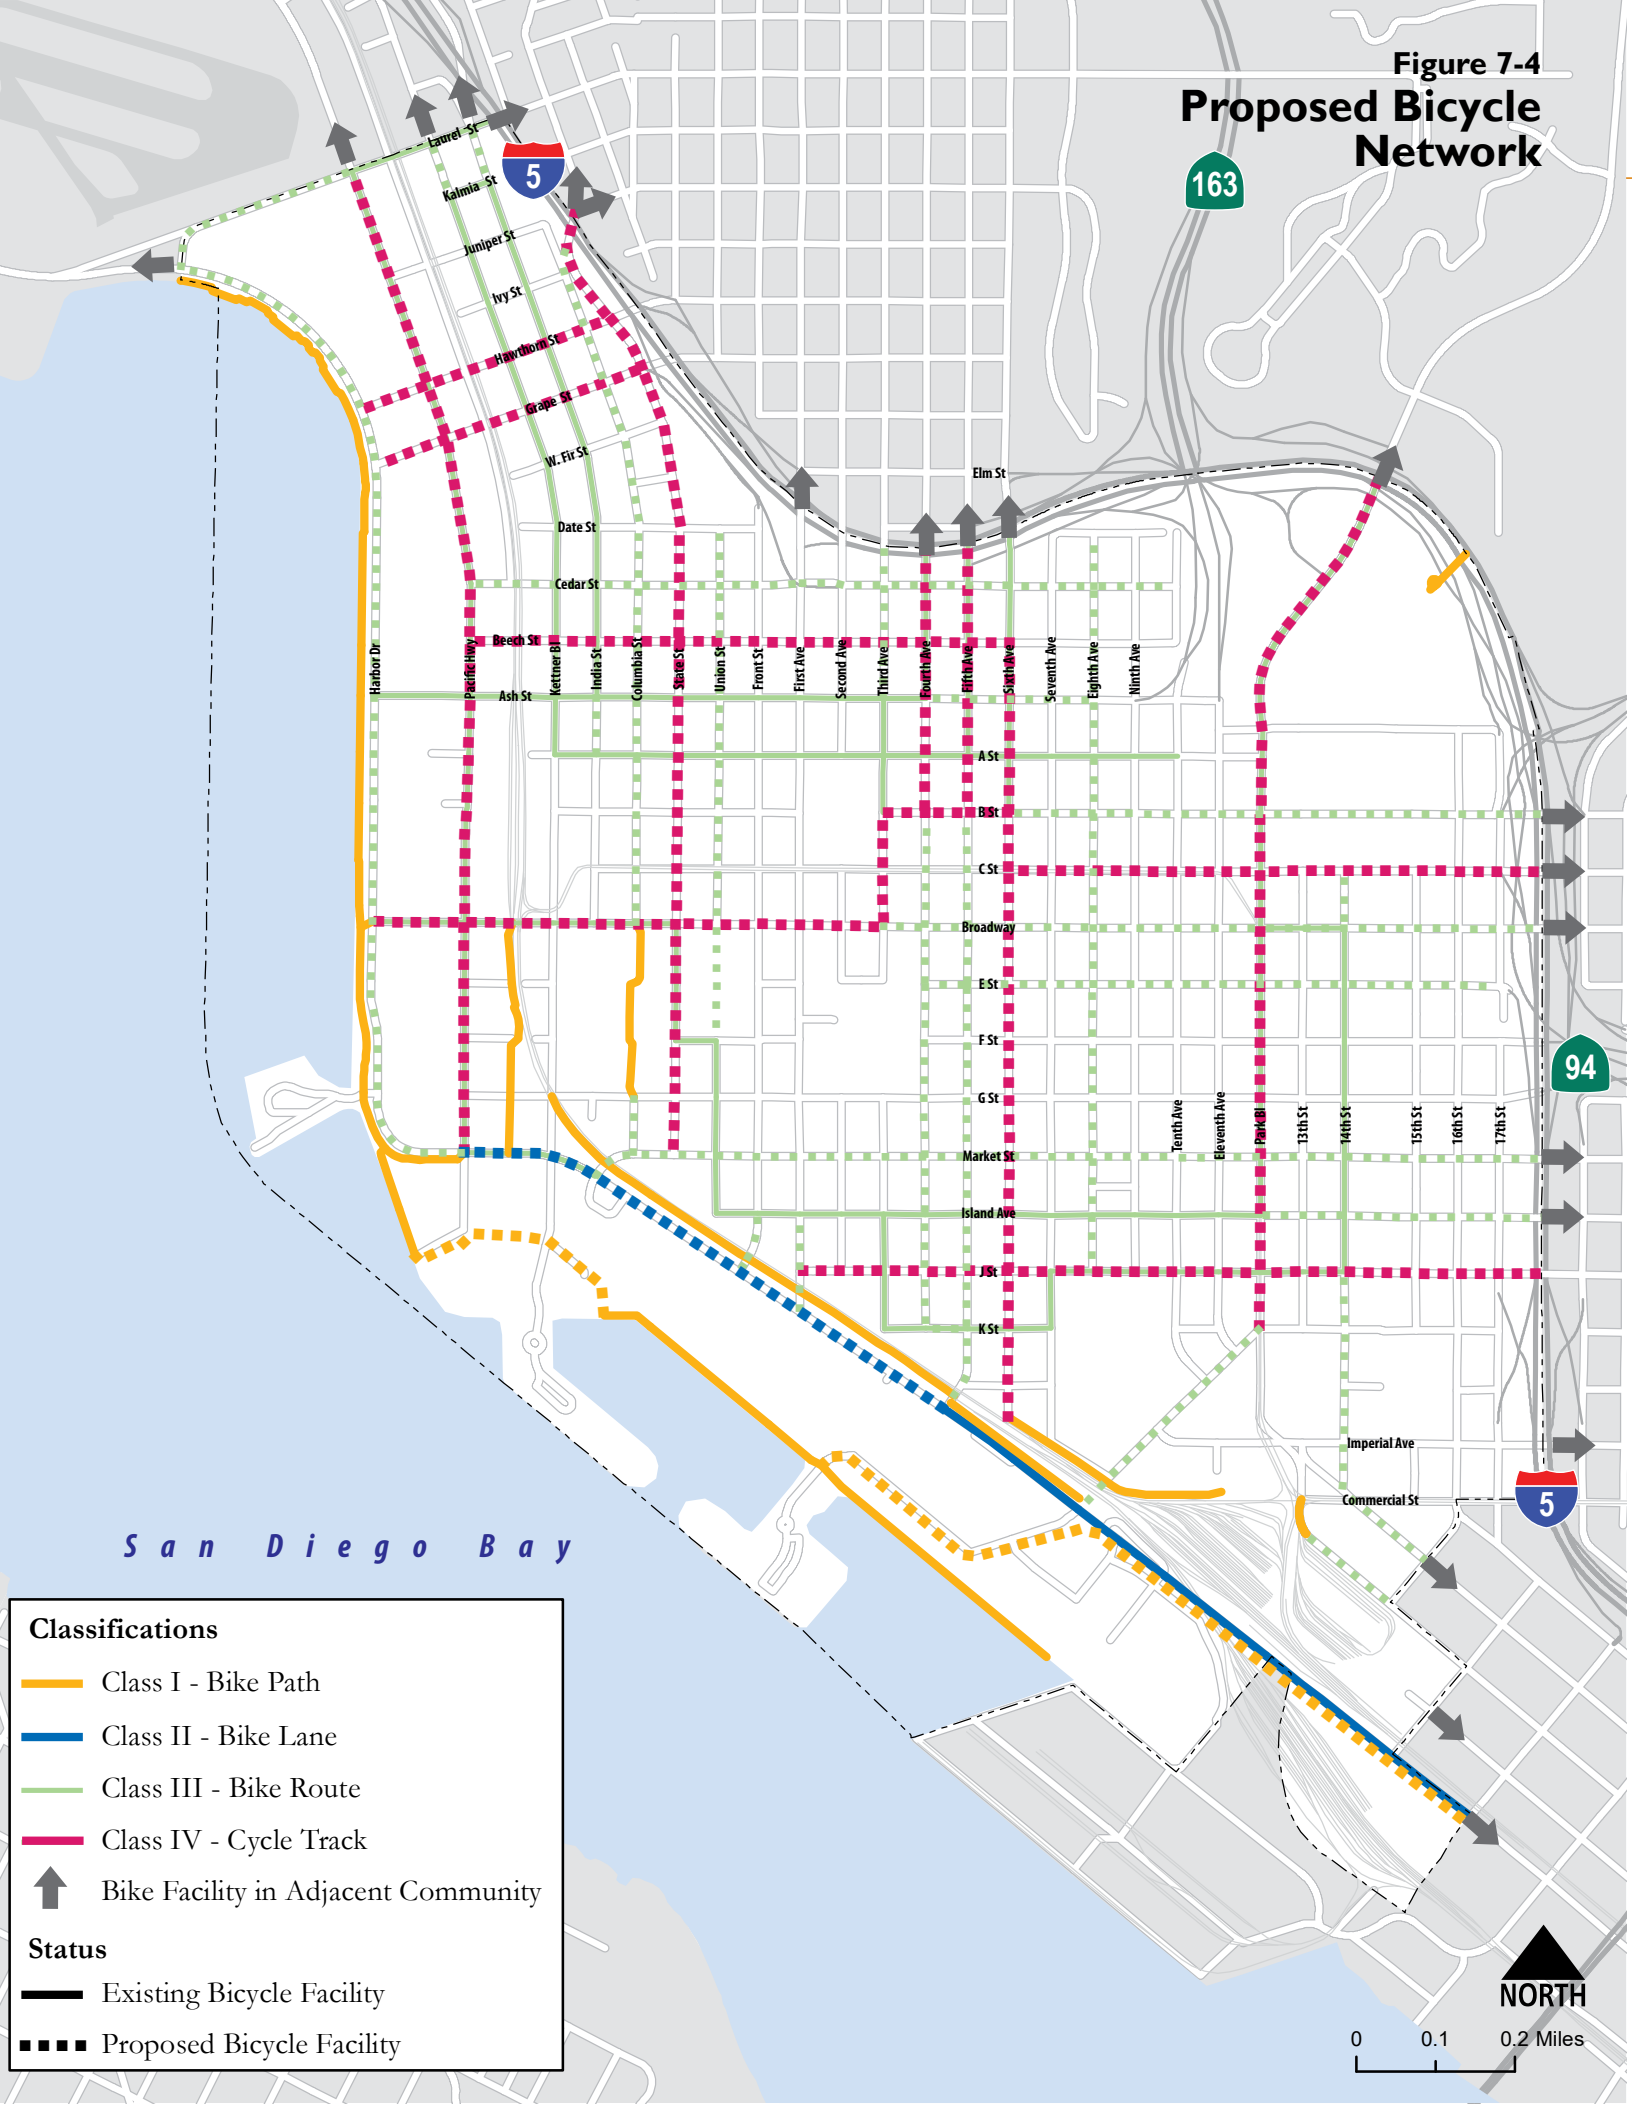 Figure 7-4
Proposed Bicycle
Network
163
5
Laurel St
Kalmia St
Juniper St
Ivy St
Hawthorn St
Grape St
W. Fir St
Elm St
Date St
Cedar St
Beech St
Harbor Dr
Pacific Hwy
Kettner Bl
India St
Columbia St
State St
Union St
Front St
First Ave
Second Ave
Third Ave
Fourth Ave
Fifth Ave
Sixth Ave
Seventh Ave
Eighth Ave
Ninth Ave
Ash St
A St
B St
C St
Broadway
E St
F St
94
G St
Tenth Ave
Eleventh Ave
Park Bl
13th St
14th St
15th St
16th St
17th St
Market St
Island Ave
J St
K St
Imperial Ave
Commercial St
5
San Diego Bay
Classifications
Class I - Bike Path
Class II - Bike Lane
Class III - Bike Route
Class IV - Cycle Track
Bike Facility in Adjacent Community
Status
Existing Bicycle Facility
Proposed Bicycle Facility
NORTH
0 0.1 0.2 Miles